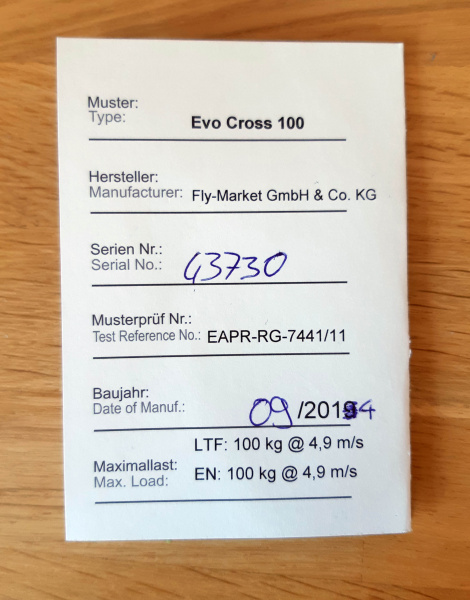 Muster:
Type: Evo Cross 100
Hersteller:
Manufacturer: Fly-Market GmbH & Co. KG
Serien Nr.:
Serial No.: 43730
Musterprüf Nr.:
Test Reference No.: EAPR-RG-7441/11
Baujahr:
Date of Manuf.: 09/2014
LTF: 100 kg @ 4,9 m/s
Maximallast:
Max. Load: EN: 100 kg @ 4,9 m/s